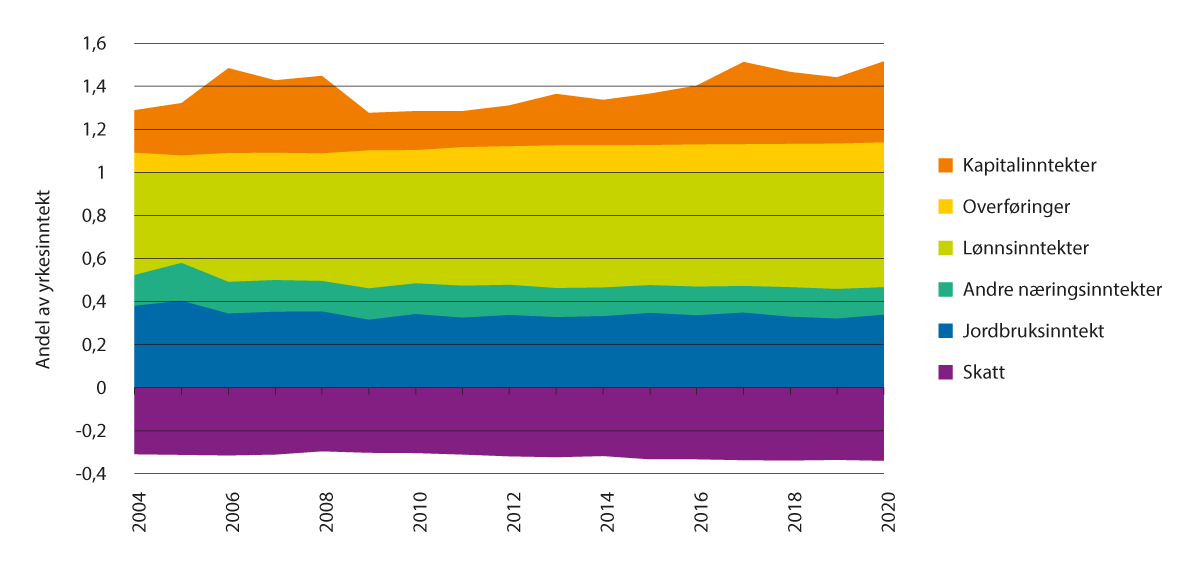 Andel av yrkesinntekt
1,6
1,4
1,2
1
0,8
0,6
0,4
0,2
0
-0,2
-0,4
2004
2006
2008
2010
2012
2014
2016
2018
2020
Kapitalinntekter
Overføringer
Lønnsinntekter
Andre næringsinntekter
Jordbruksinntekt
Skatt